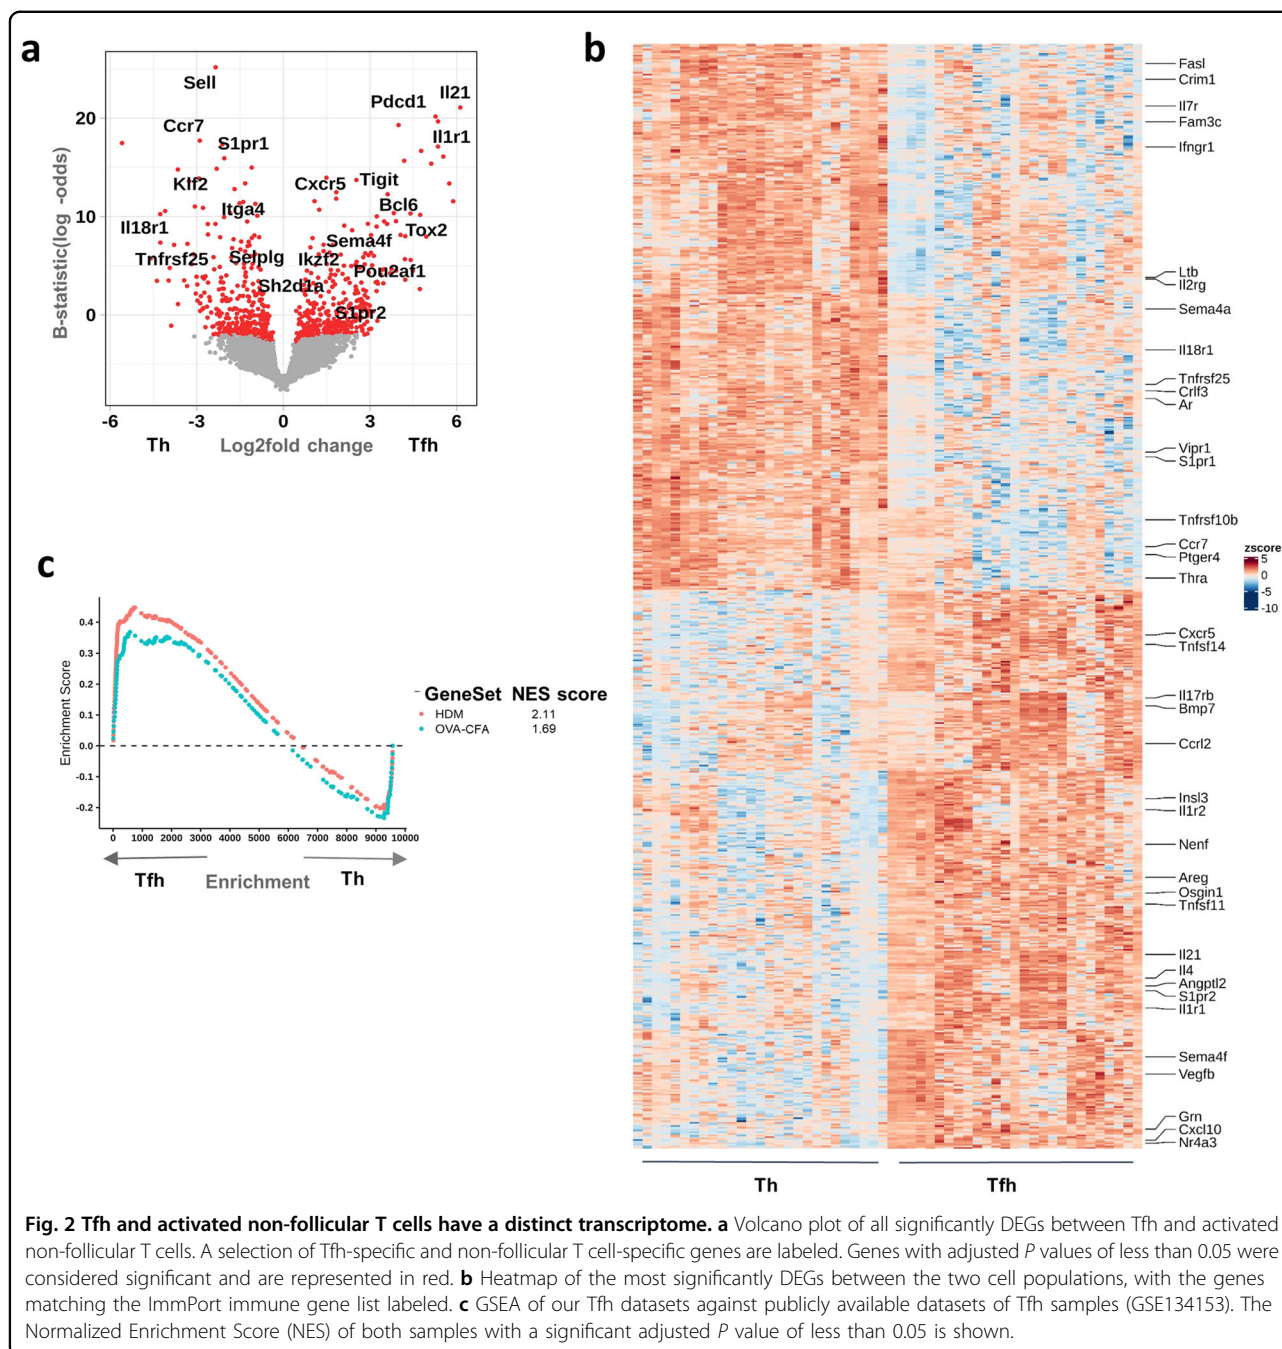 a
Sell
Il21
Pdcd1
Ccr7
Il1r1
S1pr1
Klf2
Cxcr5
Tigit
Itga4
Bcl6
Il18r1
Tox2
Sema4f
Tnfrsf25
Selplg
Ikzf2
Pou2af1
Sh2d1a
S1pr2
20
10
0
B-statistic(log -odds)
-6
-3
0
3
6
Th
Log2fold change
Tfh
b
Fasl
Crim1
Il7r
Fam3c
Ifngr1
Ltb
Il2rg
Sema4a
Il18r1
Tnfrsf25
Crlf3
Ar
Vipr1
S1pr1
Tnfrsf10b
Ccr7
Ptger4
Thra
Cxcr5
Tnfsf14
Il17rb
Bmp7
Ccrl2
Insl3
Il1r2
Nenf
Areg
Osgin1
Tnfsf11
Il21
Il4
Angptl2
S1pr2
Il1r1
Sema4f
Vegfb
Grn
Cxcl10
Nr4a3
zscore
5
0
-5
-10
Th
Tfh
c
0.4
0.3
0.2
0.1
0.0
-0.1
-0.2
Enrichment Score
0 1000 2000 3000 4000 5000 6000 7000 8000 9000 10000
Tfh
Enrichment
Th
GeneSet NES score
HDM 2.11
OVA-CFA 1.69
Fig. 2 Tfh and activated non-follicular T cells have a distinct transcriptome. a Volcano plot of all significantly DEGs between Tfh and activated
non-follicular T cells. A selection of Tfh-specific and non-follicular T cell-specific genes are labeled. Genes with adjusted P values of less than 0.05 were
considered significant and are represented in red. b Heatmap of the most significantly DEGs between the two cell populations, with the genes
matching the ImmPort immune gene list labeled. c GSEA of our Tfh datasets against publicly available datasets of Tfh samples (GSE134153). The
Normalized Enrichment Score (NES) of both samples with a significant adjusted P value of less than 0.05 is shown.